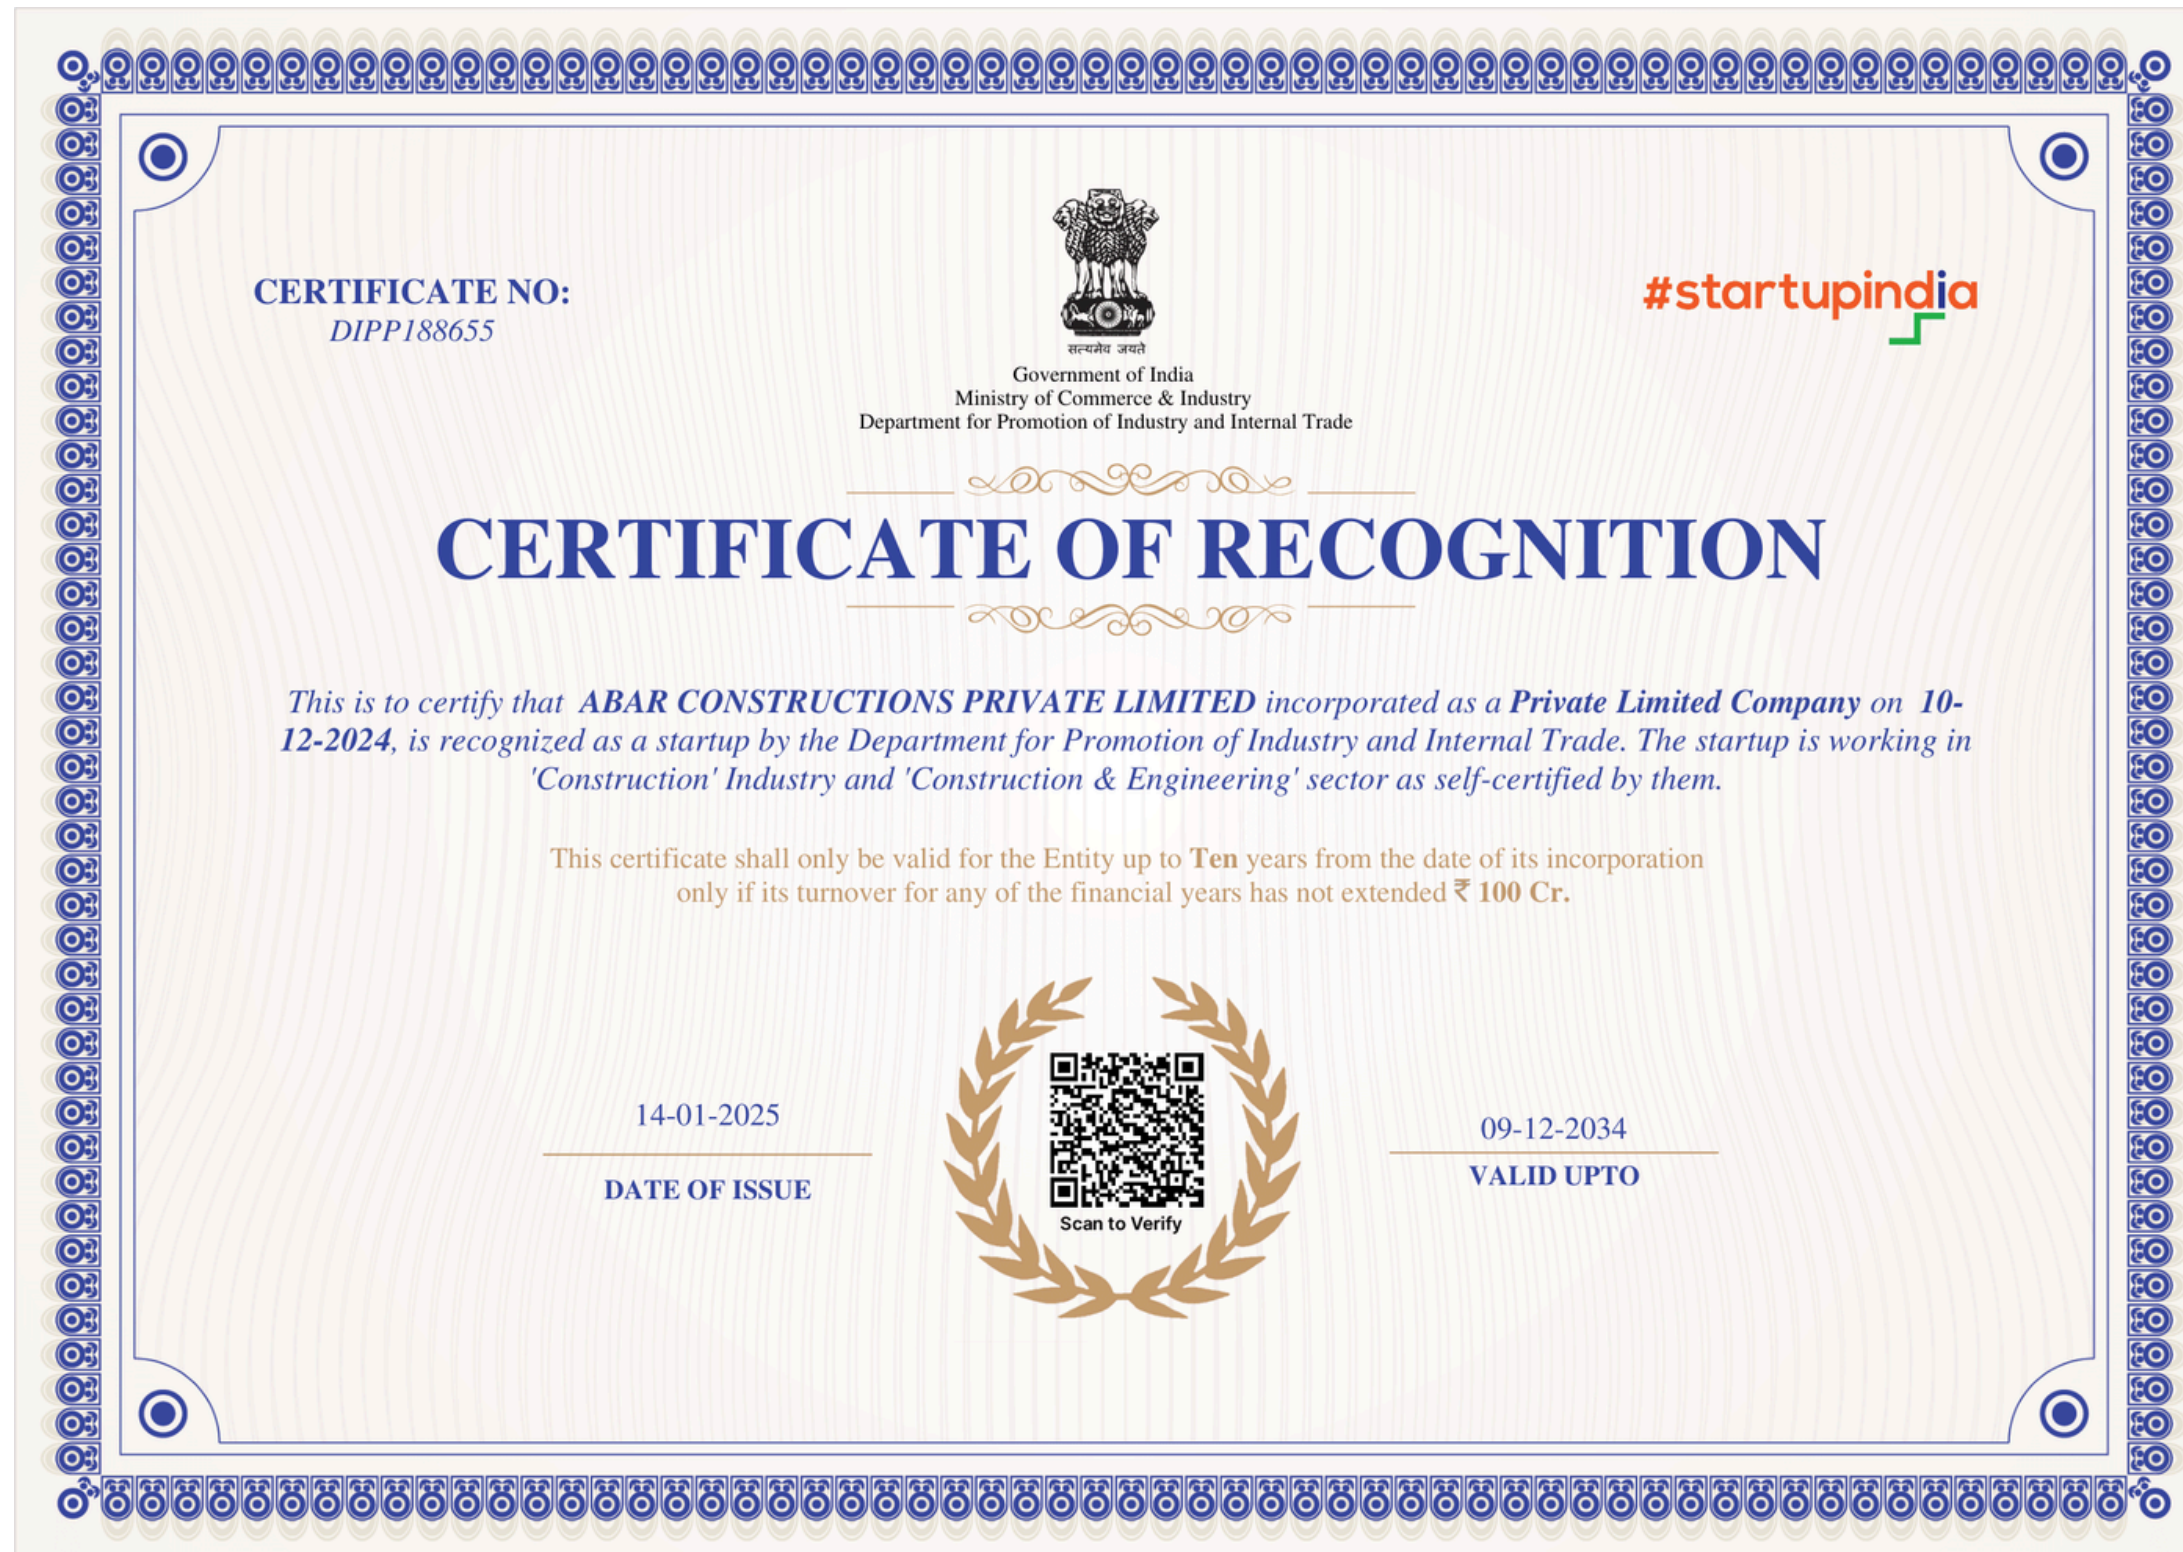 CERTIFICATE NO:
DIPP188655
#startupindia
सत्यमेव जयते
Government of India
Ministry of Commerce & Industry
Department for Promotion of Industry and Internal Trade
CERTIFICATE OF RECOGNITION
This is to certify that ABAR CONSTRUCTIONS PRIVATE LIMITED incorporated as a Private Limited Company on 10-
12-2024, is recognized as a startup by the Department for Promotion of Industry and Internal Trade. The startup is working in
'Construction' Industry and 'Construction & Engineering' sector as self-certified by them.
This certificate shall only be valid for the Entity up to Ten years from the date of its incorporation
only if its turnover for any of the financial years has not extended ₹ 100 Cr.
14-01-2025
DATE OF ISSUE
Scan to Verify
09-12-2034
VALID UPTO